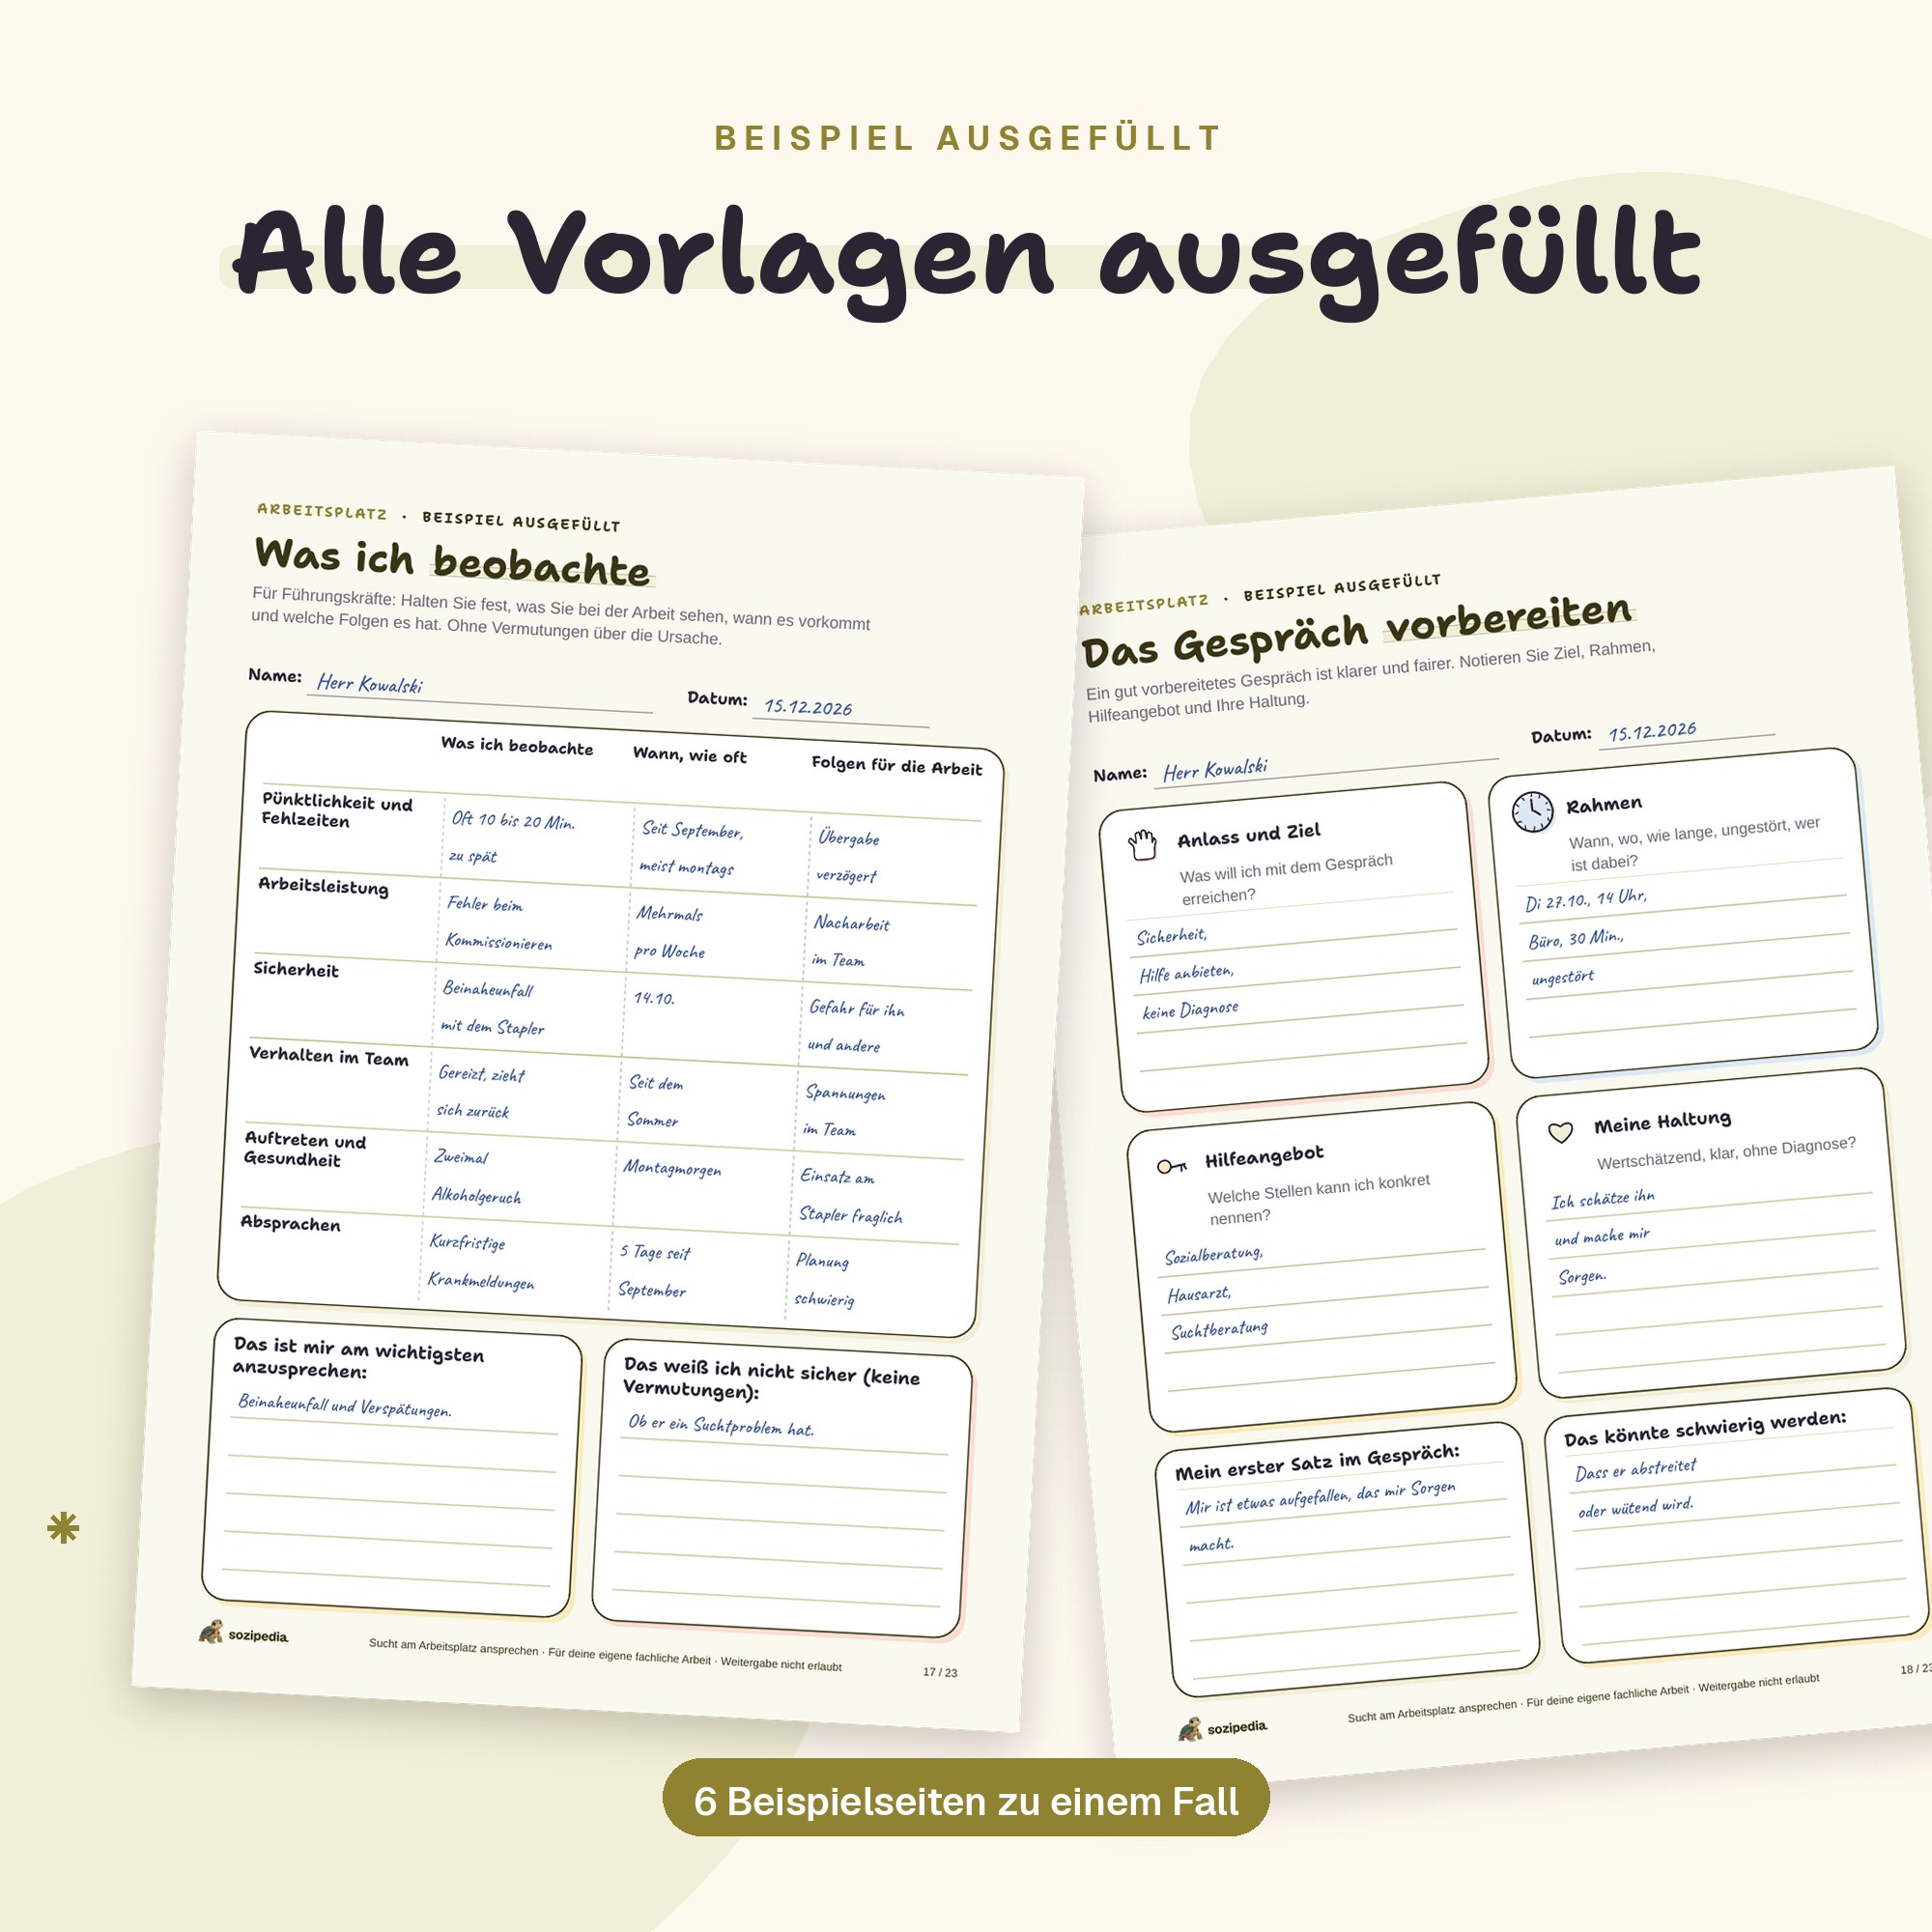 BEISPIEL AUSGEFÜLLT
Alle Vorlagen ausgefüllt
ARBEITSPLATZ · BEISPIEL AUSGEFÜLLT
Was ich beobachte
Für Führungskräfte: Halten Sie fest, was Sie bei der Arbeit sehen, wann es vorkommt
und welche Folgen es hat. Ohne Vermutungen über die Ursache.
Name: Herr Kowalski Datum: 15.12.2026
Was ich beobachte Wann, wie oft Folgen für die Arbeit
Pünktlichkeit und
Fehlzeiten
Oft 10 bis 20 Min.
zu spät
Seit September,
meist montags
Übergabe
verzögert
Arbeitsleistung
Fehler beim
Kommissionieren
Mehrmals
pro Woche
Nacharbeit
im Team
Sicherheit
Beinaheunfall
mit dem Stapler
14.10.
Gefahr für ihn
und andere
Verhalten im Team
Gereizt, zieht
sich zurück
Seit dem
Sommer
Spannungen
im Team
Auftreten und
Gesundheit
Zweimal
Alkoholgeruch
Montagmorgen
Einsatz am
Stapler fraglich
Absprachen
Kurzfristige
Krankmeldungen
5 Tage seit
September
Planung
schwierig
Das ist mir am wichtigsten
anzusprechen:
Beinaheunfall und Verspätungen.
Das weiß ich nicht sicher (keine
Vermutungen):
Ob er ein Suchtproblem hat.
sozipedia.
Sucht am Arbeitsplatz ansprechen · Für deine eigene fachliche Arbeit · Weitergabe nicht erlaubt
17 / 23
ARBEITSPLATZ · BEISPIEL AUSGEFÜLLT
Das Gespräch vorbereiten
Ein gut vorbereitetes Gespräch ist klarer und fairer. Notieren Sie Ziel, Rahmen,
Hilfeangebot und Ihre Haltung.
Name: Herr Kowalski Datum: 15.12.2026
Anlass und Ziel
Was will ich mit dem Gespräch
erreichen?
Sicherheit,
Hilfe anbieten,
keine Diagnose
Rahmen
Wann, wo, wie lange, ungestört, wer
ist dabei?
Di 27.10., 14 Uhr,
Büro, 30 Min.,
ungestört
Hilfeangebot
Welche Stellen kann ich konkret
nennen?
Sozialberatung,
Hausarzt,
Suchtberatung
Meine Haltung
Wertschätzend, klar, ohne Diagnose?
Ich schätze ihn
und mache mir
Sorgen.
Mein erster Satz im Gespräch:
Mir ist etwas aufgefallen, das mir Sorgen
macht.
Das könnte schwierig werden:
Dass er abstreitet
oder wütend wird.
sozipedia.
Sucht am Arbeitsplatz ansprechen · Für deine eigene fachliche Arbeit · Weitergabe nicht erlaubt
18 / 23
6 Beispielseiten zu einem Fall